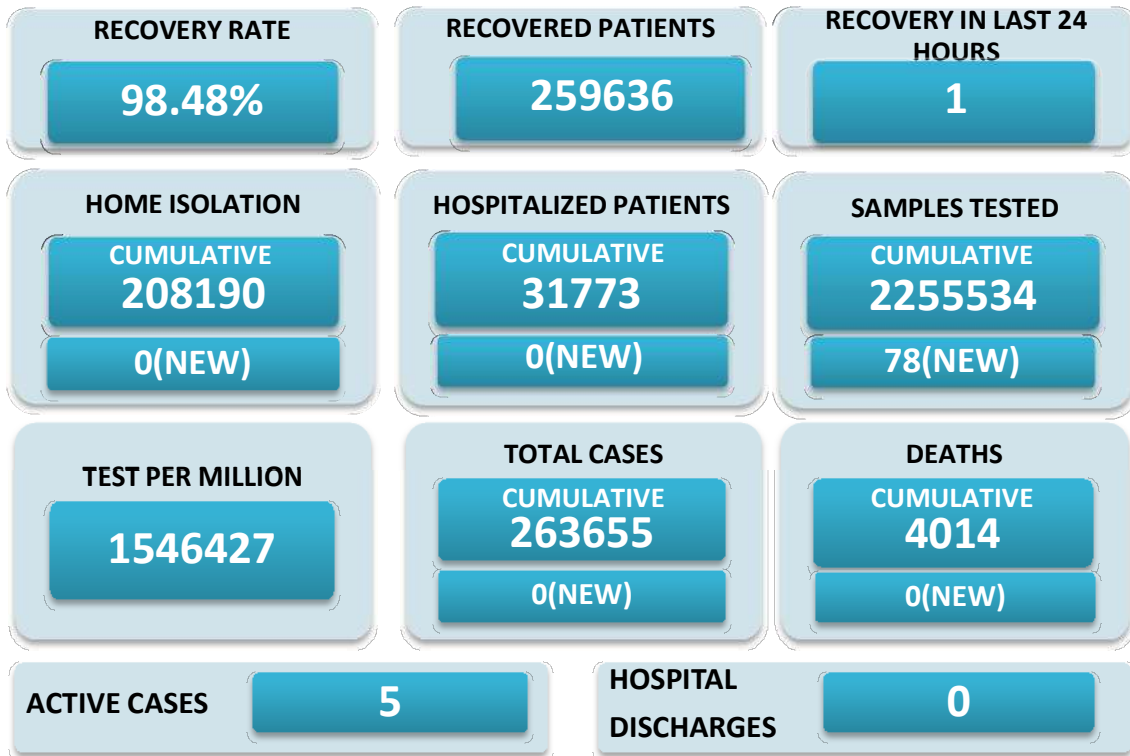 RECOVERY RATE
98.48%
RECOVERED PATIENTS
259636
RECOVERY IN LAST 24
HOURS
1
HOME ISOLATION
CUMULATIVE
208190
0(NEW)
HOSPITALIZED PATIENTS
CUMULATIVE
31773
0(NEW)
SAMPLES TESTED
CUMULATIVE
2255534
78(NEW)
TEST PER MILLION
1546427
TOTAL CASES
CUMULATIVE
263655
0(NEW)
DEATHS
CUMULATIVE
4014
0(NEW)
ACTIVE CASES
5
HOSPITAL
DISCHARGES
0